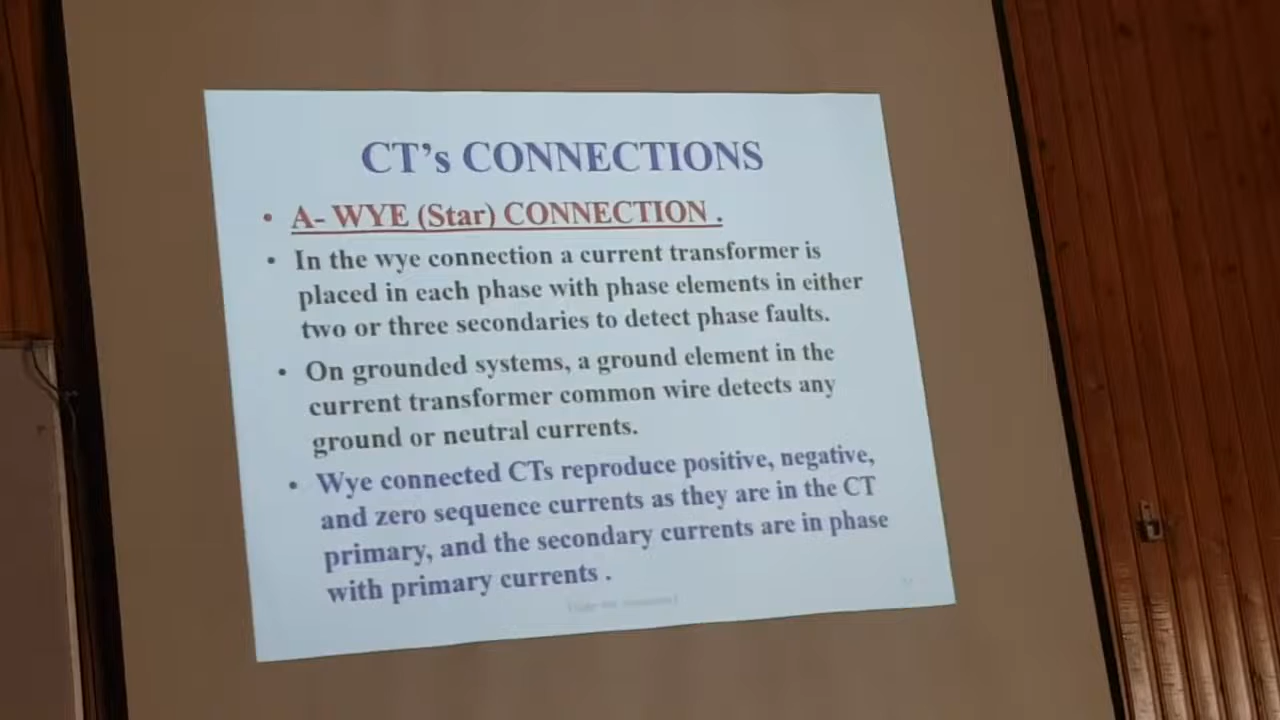 CT's CONNECTIONS
• A- WYE (Star) CONNECTION .
• In the wye connection a current transformer is
placed in each phase with phase elements in either
two or three secondaries to detect phase faults.
• On grounded systems, a ground element in the
current transformer common wire detects any
ground or neutral currents.
• Wye connected CTs reproduce positive, negative,
and zero sequence currents as they are in the CT
primary, and the secondary currents are in phase
with primary currents .